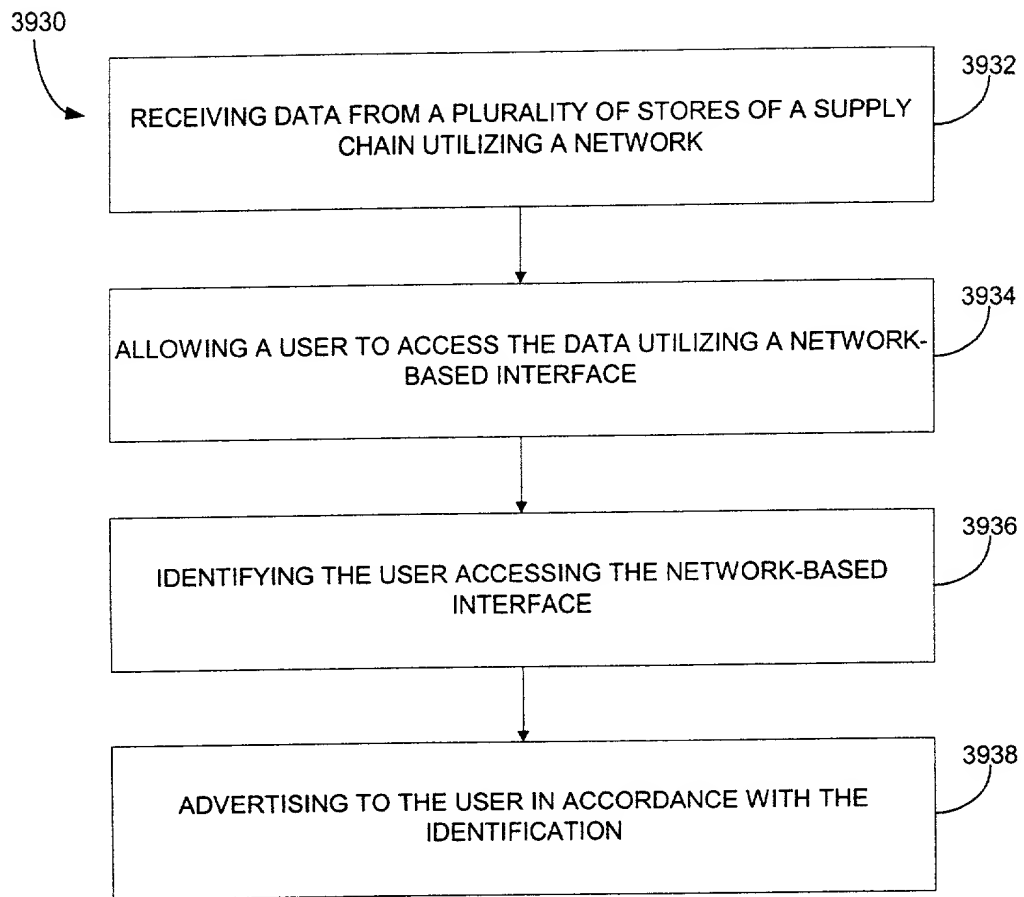 3930
3932
RECEIVING DATA FROM A PLURALITY OF STORES OF A SUPPLY
CHAIN UTILIZING A NETWORK
3934
ALLOWING A USER TO ACCESS THE DATA UTILIZING A NETWORK-
BASED INTERFACE
3936
IDENTIFYING THE USER ACCESSING THE NETWORK-BASED
INTERFACE
3938
ADVERTISING TO THE USER IN ACCORDANCE WITH THE
IDENTIFICATION